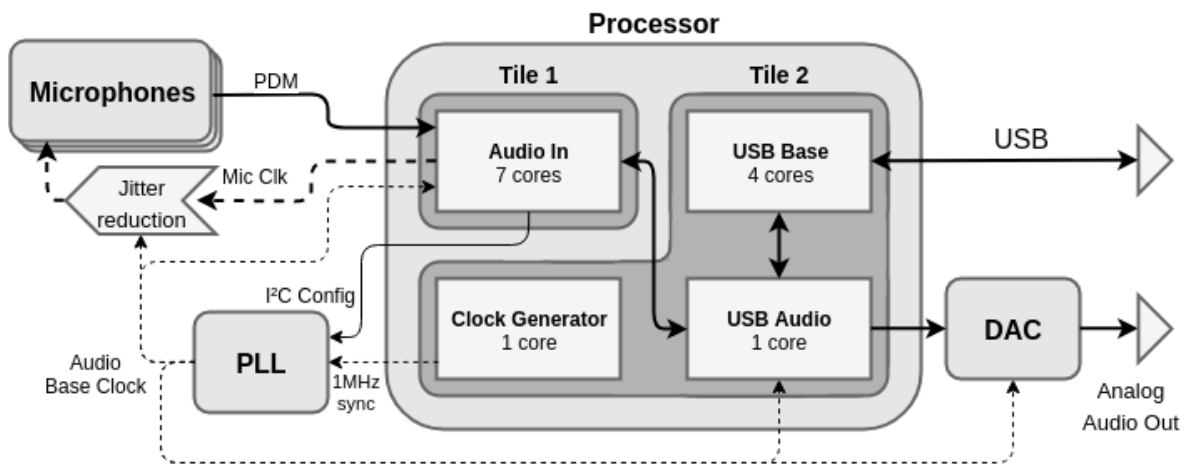 Processor
Tile 1
Tile 2
Microphones
PDM
Audio In
7 cores
USB Base
4 cores
USB
Mic Clk
Jitter
reduction
I²C Config
Clock Generator
1 core
USB Audio
1 core
DAC
PLL
Audio
Base Clock
1MHz
sync
Analog
Audio Out